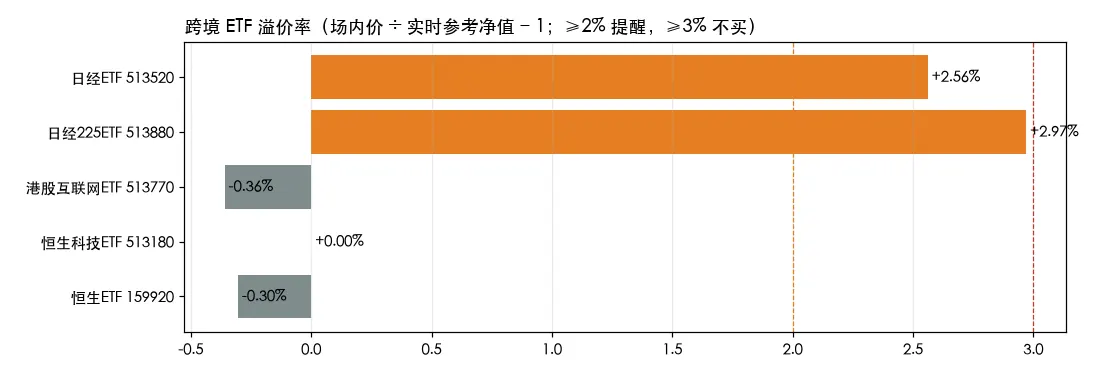 跨境 ETF 溢价率（场内价 ÷ 实时参考净值 − 1；≥2% 提醒，≥3% 不买）
日经ETF 513520
+2.56%
日经225ETF 513880
+2.97%
港股互联网ETF 513770
-0.36%
恒生科技ETF 513180
+0.00%
恒生ETF 159920
-0.30%
-0.5 0.0 0.5 1.0 1.5 2.0 2.5 3.0